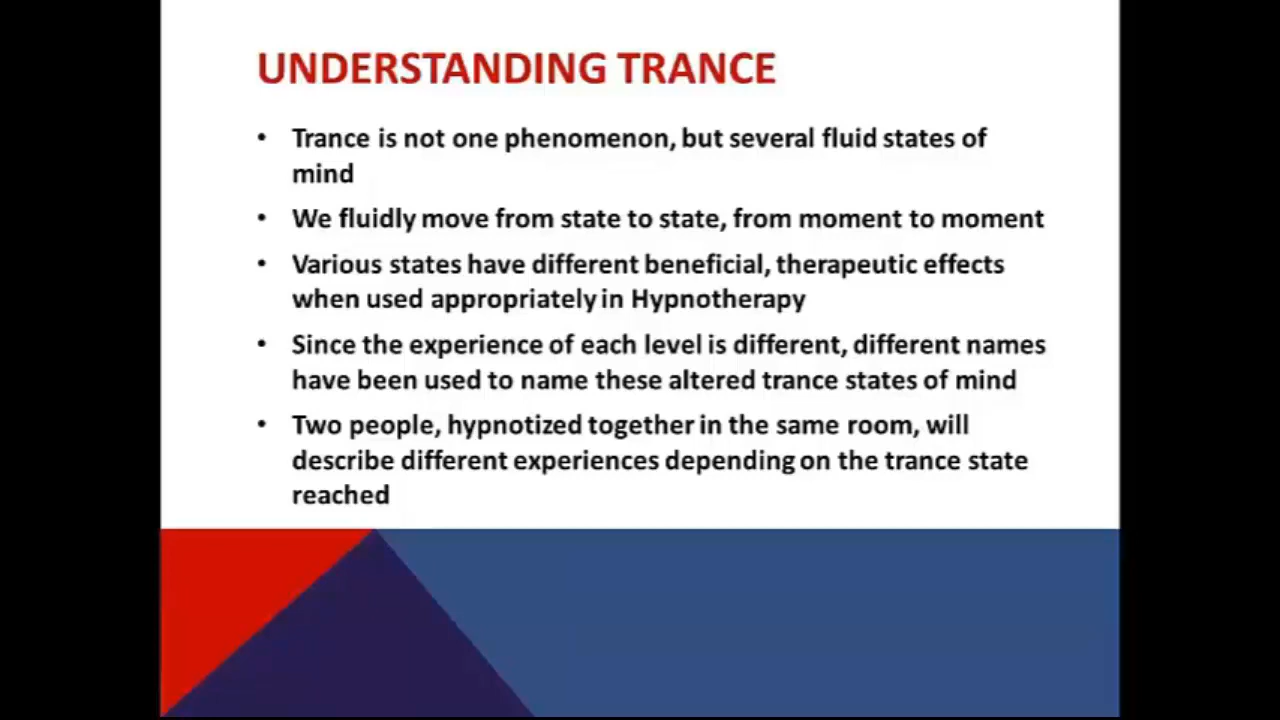 UNDERSTANDING TRANCE
• Trance is not one phenomenon, but several fluid states of
mind
• We fluidly move from state to state, from moment to moment
• Various states have different beneficial, therapeutic effects
when used appropriately in Hypnotherapy
• Since the experience of each level is different, different names
have been used to name these altered trance states of mind
• Two people, hypnotized together in the same room, will
describe different experiences depending on the trance state
reached